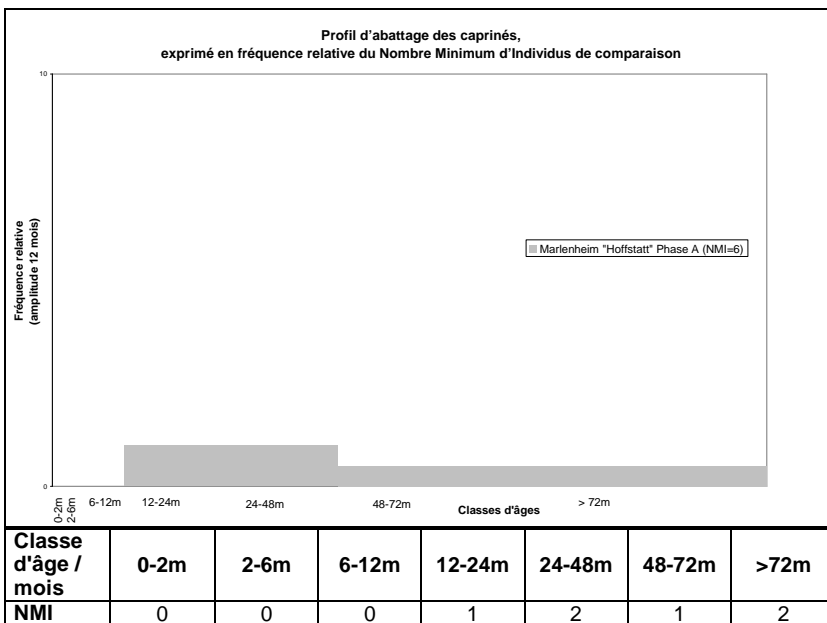 Profil d'abattage des caprinés,
exprimé en fréquence relative du Nombre Minimum d'Individus de comparaison
10
Fréquence relative
(amplitude 12 mois)
Marlenheim "Hoffstatt" Phase A (NMI=6)
0
0-2m 2-6m 6-12m 12-24m 24-48m 48-72m > 72m
Classes d'âges
Classe d'âge / mois 0-2m 2-6m 6-12m 12-24m 24-48m 48-72m >72m
NMI 0 0 0 1 2 1 2